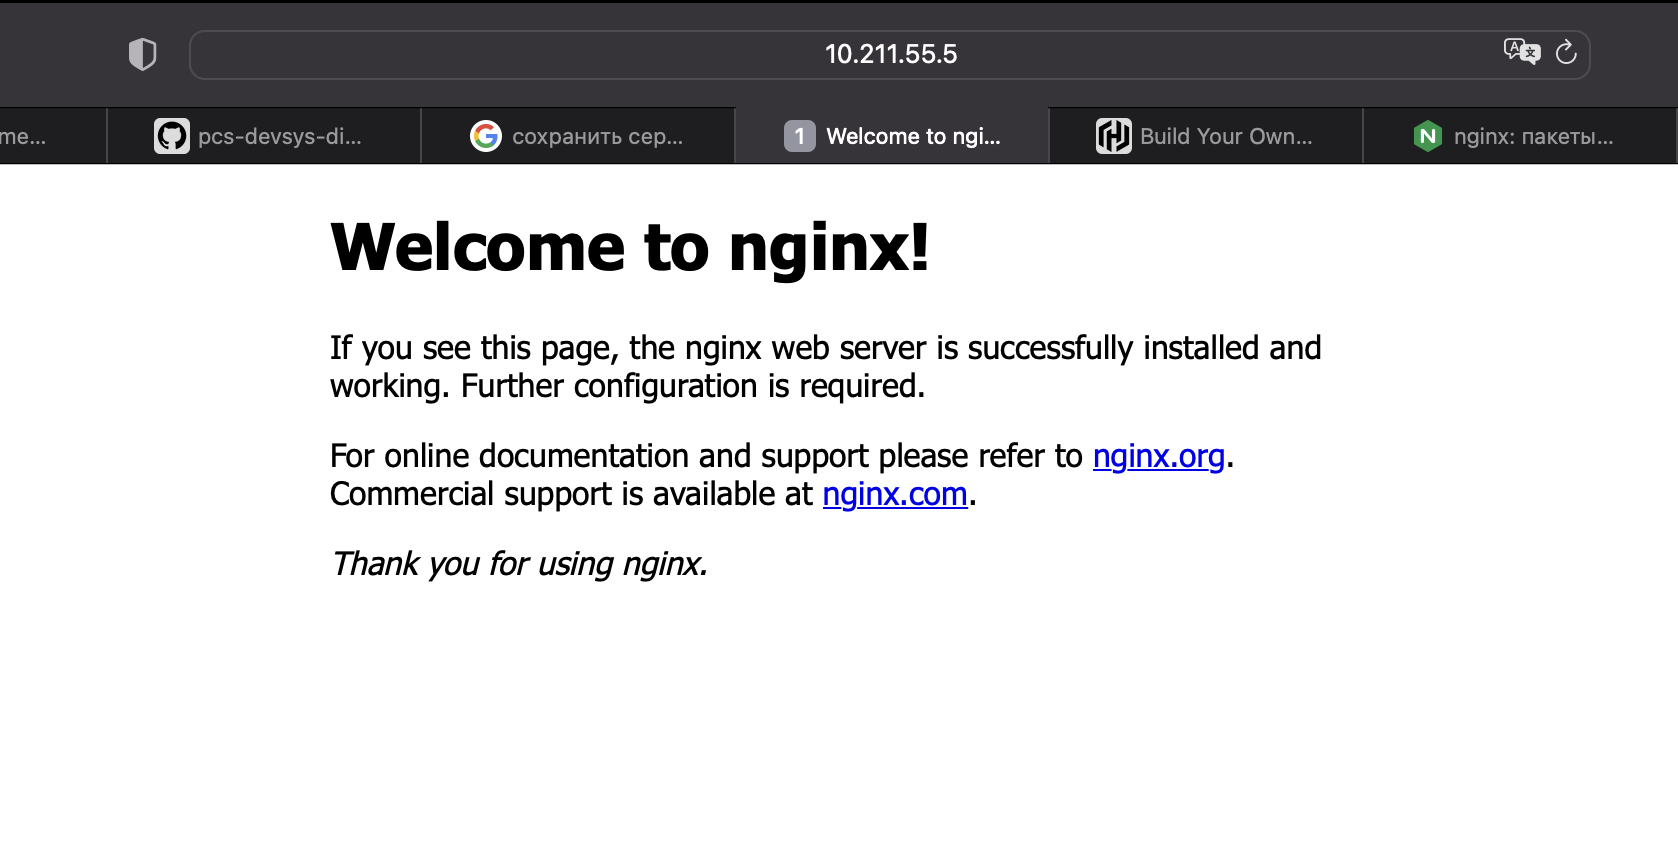 10.211.55.5
me...
pcs-devsys-di...
сохранить сер...
1 Welcome to ngi...
Build Your Own...
N nginx: пакеты...
Welcome to nginx!
If you see this page, the nginx web server is successfully installed and
working. Further configuration is required.
For online documentation and support please refer to nginx.org.
Commercial support is available at nginx.com.
Thank you for using nginx.